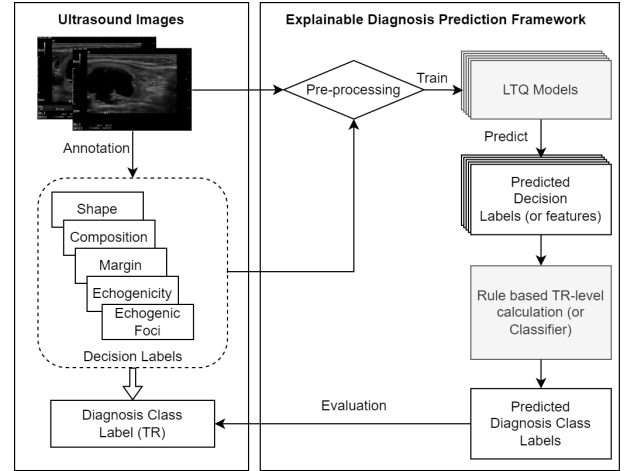 Ultrasound Images
Explainable Diagnosis Prediction Framework
Pre-processing
Train
LTQ Models
Annotation
Predict
Shape
Composition
Margin
Echogenicity
Echogenic
Foci
Decision Labels
Predicted
Decision
Labels (or features)
Rule based TR-level
calculation (or
Classifier)
Diagnosis Class
Label (TR)
Evaluation
Predicted
Diagnosis Class
Labels